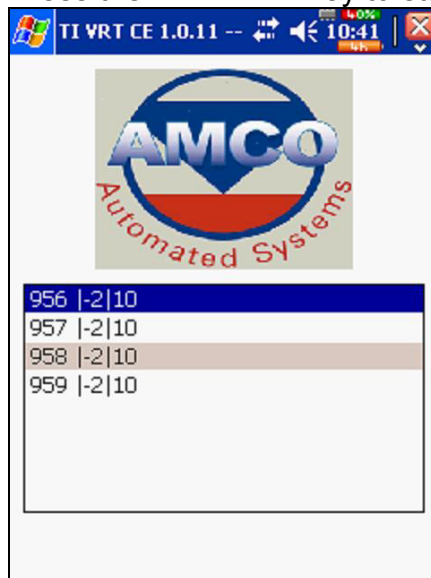 TI VRT CE 1.0.11 -- 10:41
40%
AMCO
Automated Systems
956 |-2|10
957 |-2|10
958 |-2|10
959 |-2|10